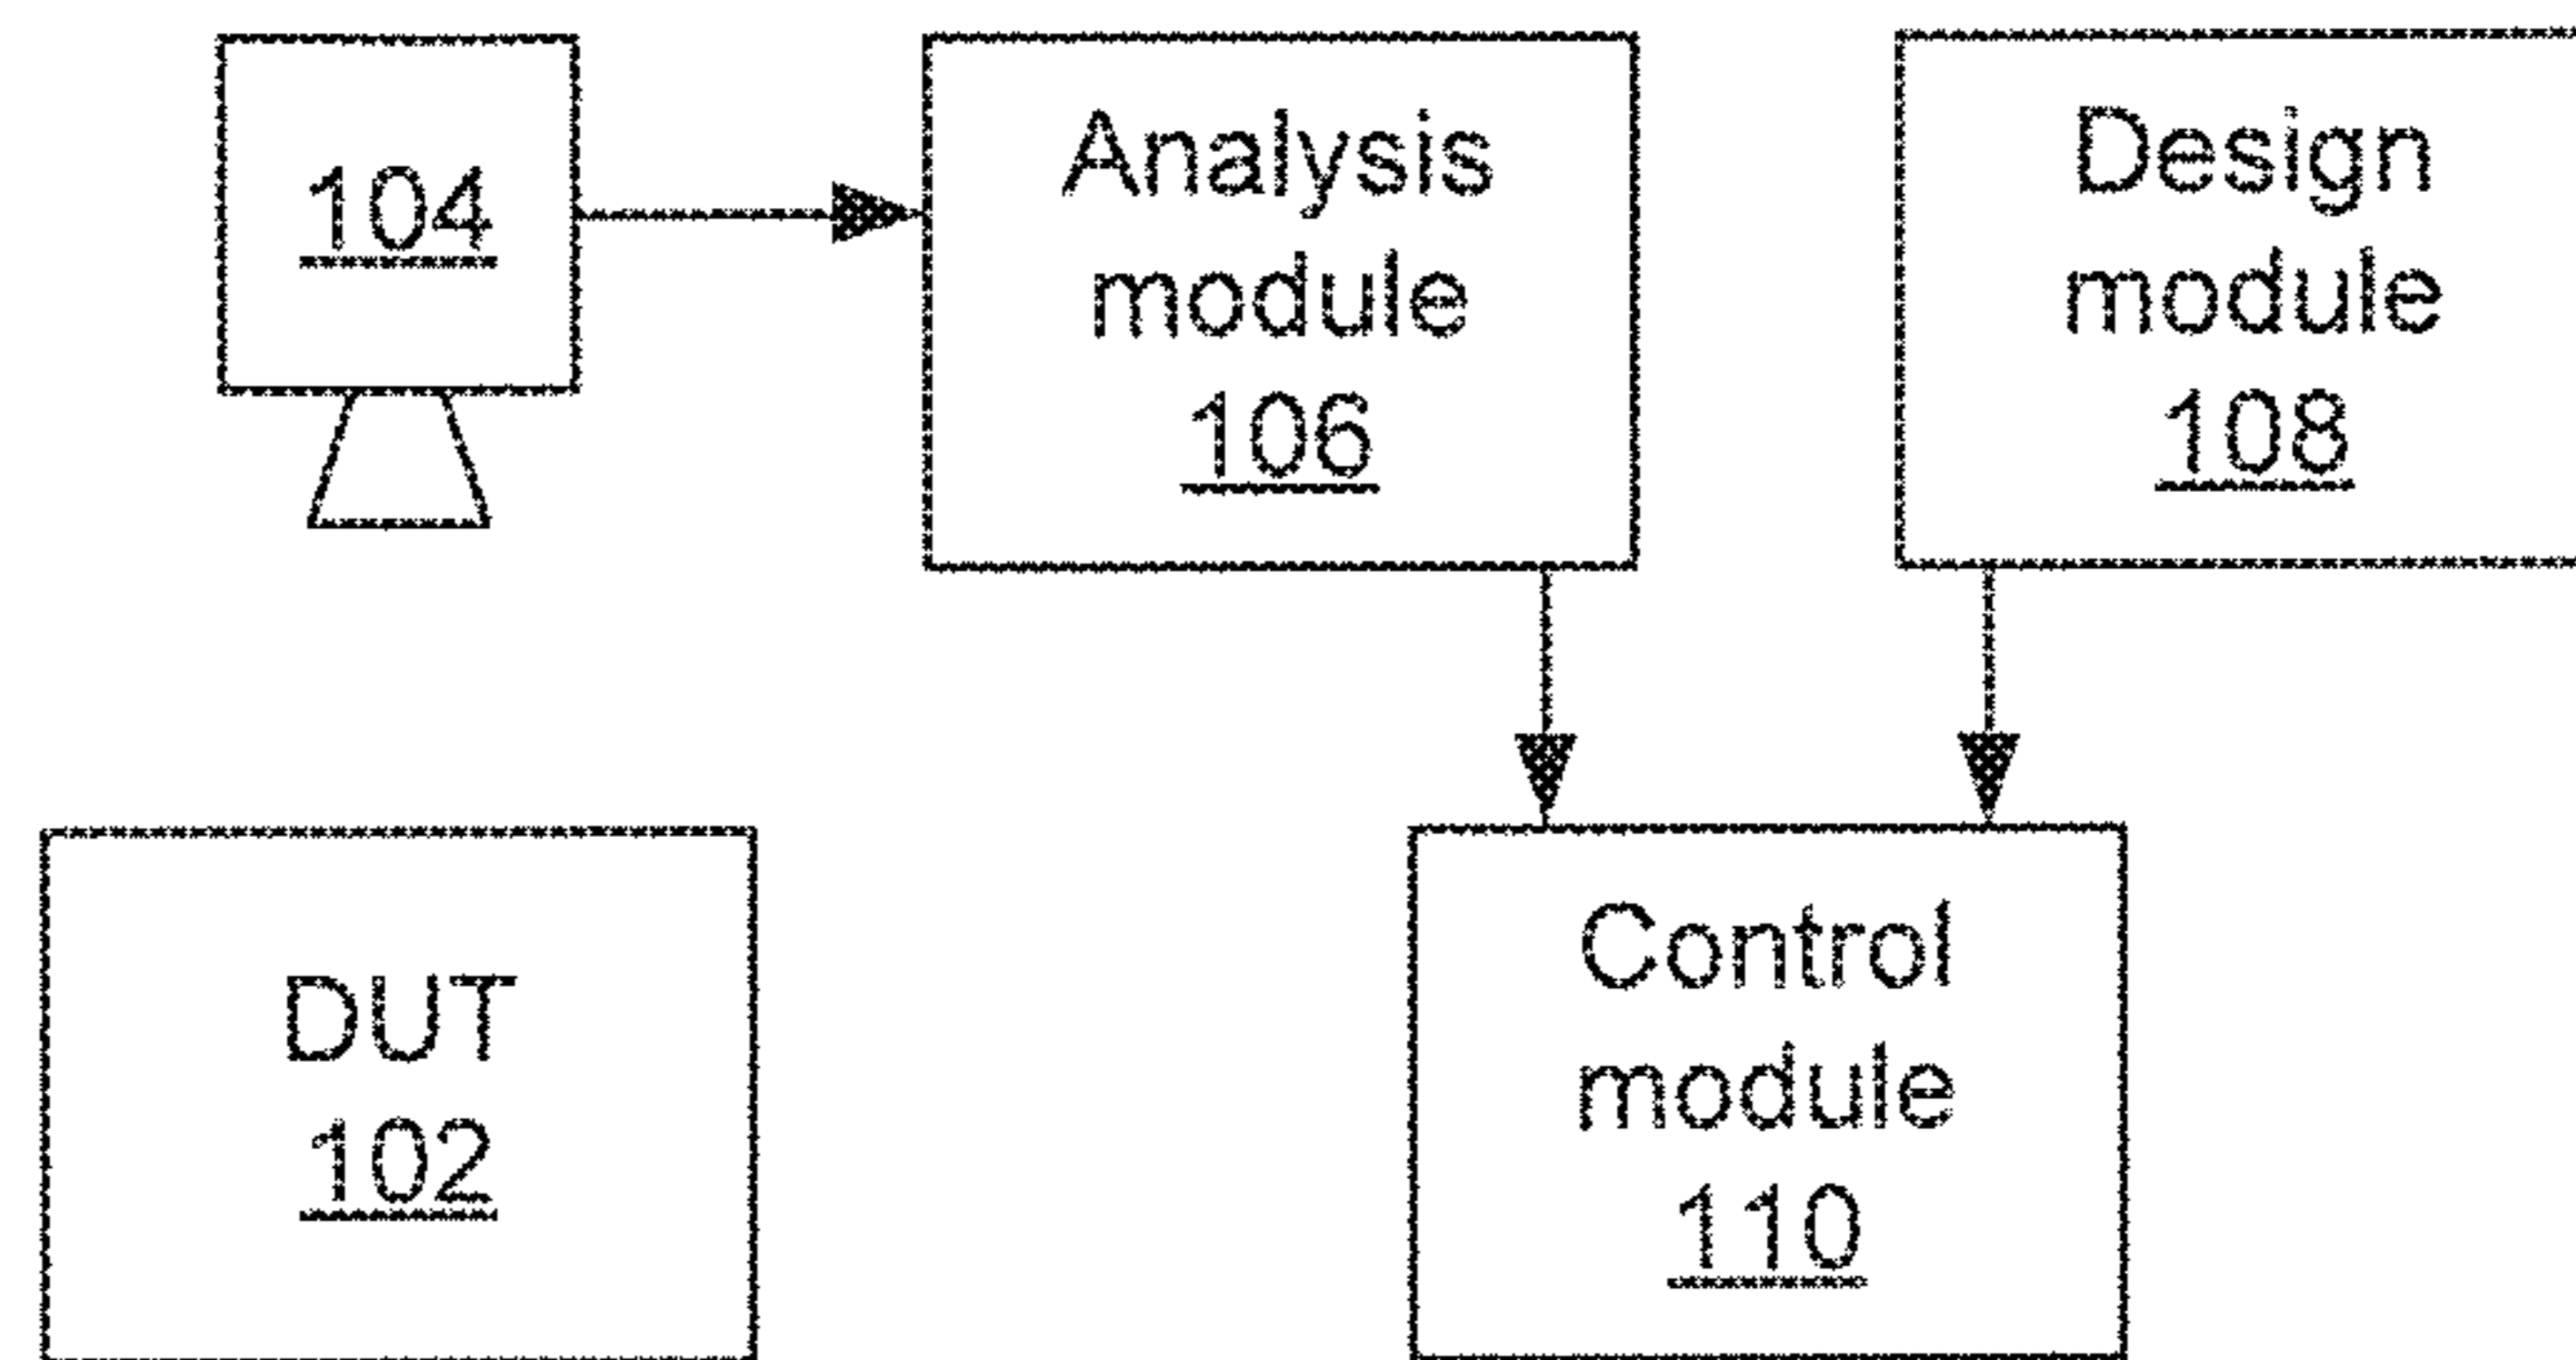 104
Analysis
module
106
Design
module
108
DUT
102
Control
module
110